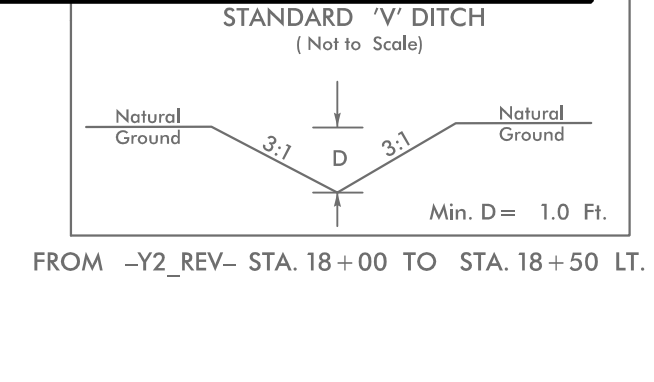 STANDARD 'V' DITCH
( Not to Scale)
Natural
Ground
3:1
D
3:1
Natural
Ground
Min. D = 1.0 Ft.
FROM –Y2_REV– STA. 18+00 TO STA. 18+50 LT.